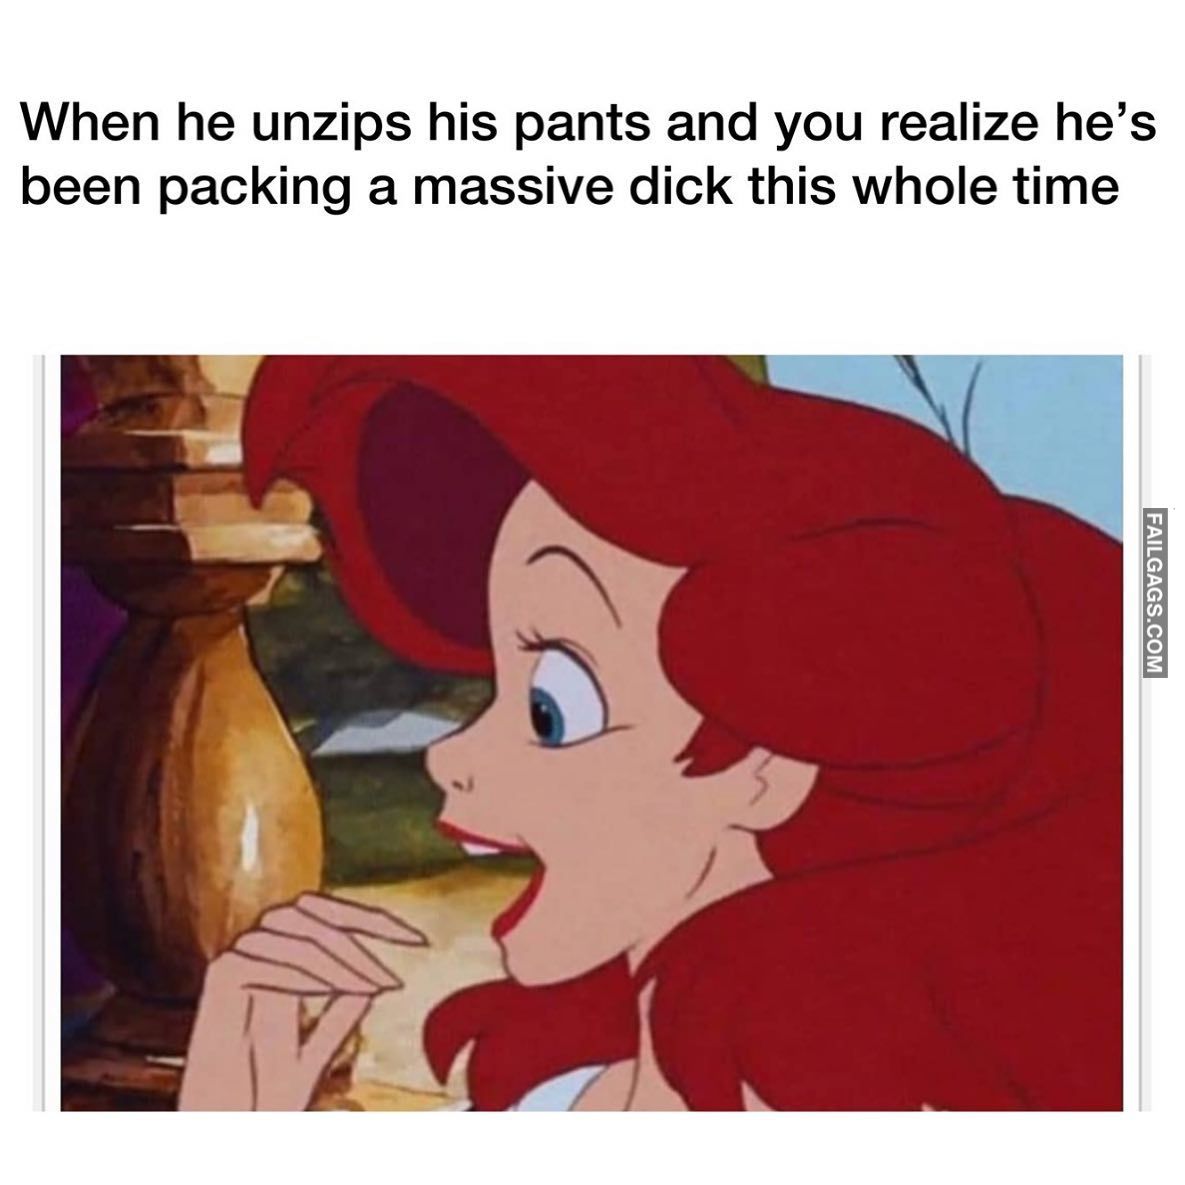 When he unzips his pants and you realize he’s
been packing a massive dick this whole time
FAILGAGS.COM